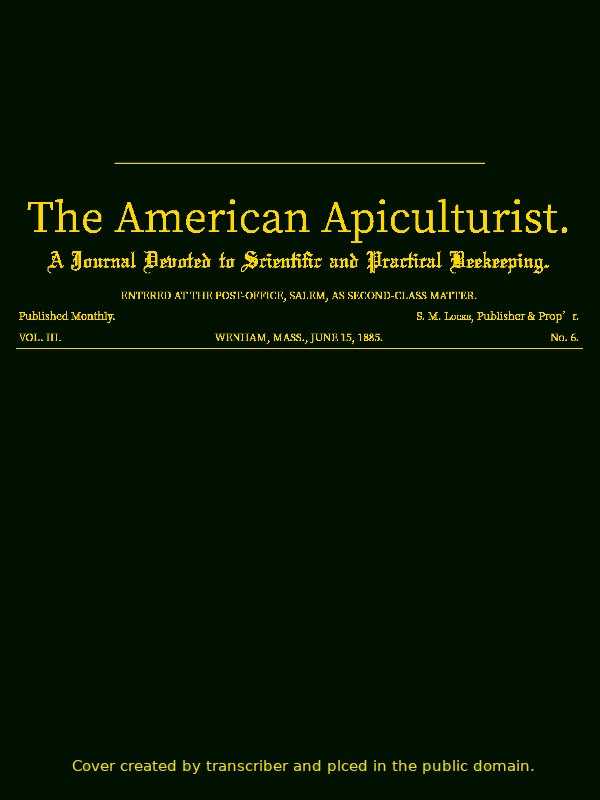 The American Apiculturist.
A Journal Devoted to Scientific and Practical Beekeeping.
ENTERED AT THE POST-OFFICE, SALEM, AS SECOND-CLASS MATTER.
Published Monthly. S. M. Locke, Publisher & Prop’r.
VOL. III. WENHAM, MASS., JUNE 15, 1885. No. 6.
Cover created by transcriber and plced in the public domain.